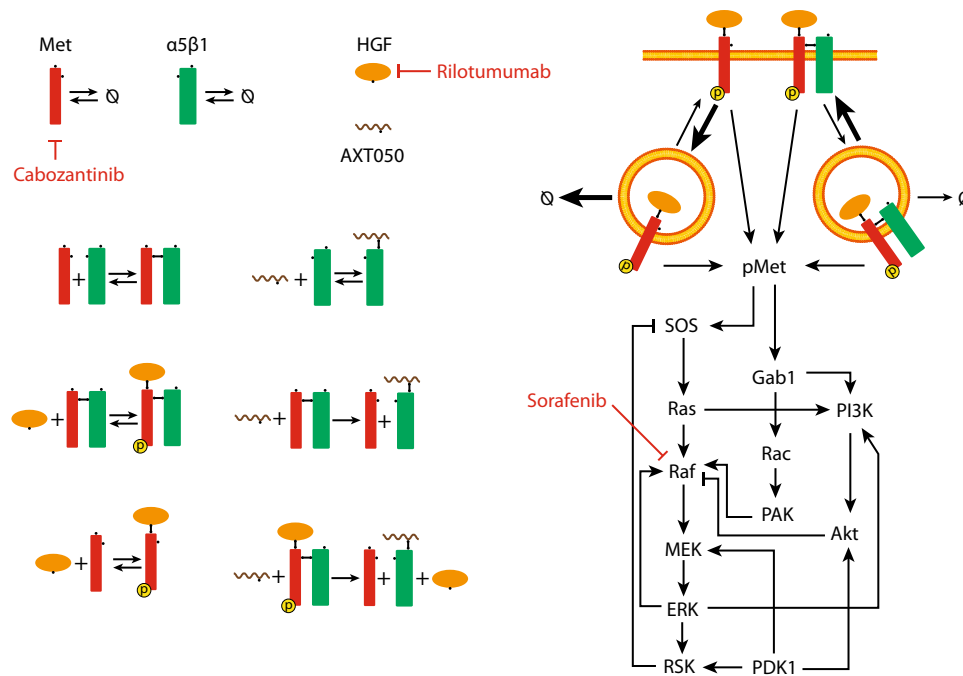 Met
α5β1
HGF
Rilotumumab
Ø
Ø
AXT050
Cabozantinib
+
+
+
+
+
P
+
+
P
P
+
+
+
P
P
Ø
Ø
P
P
pMet
SOS
Gab1
Sorafenib
Ras
PI3K
Rac
Raf
PAK
Akt
MEK
ERK
RSK
PDK1